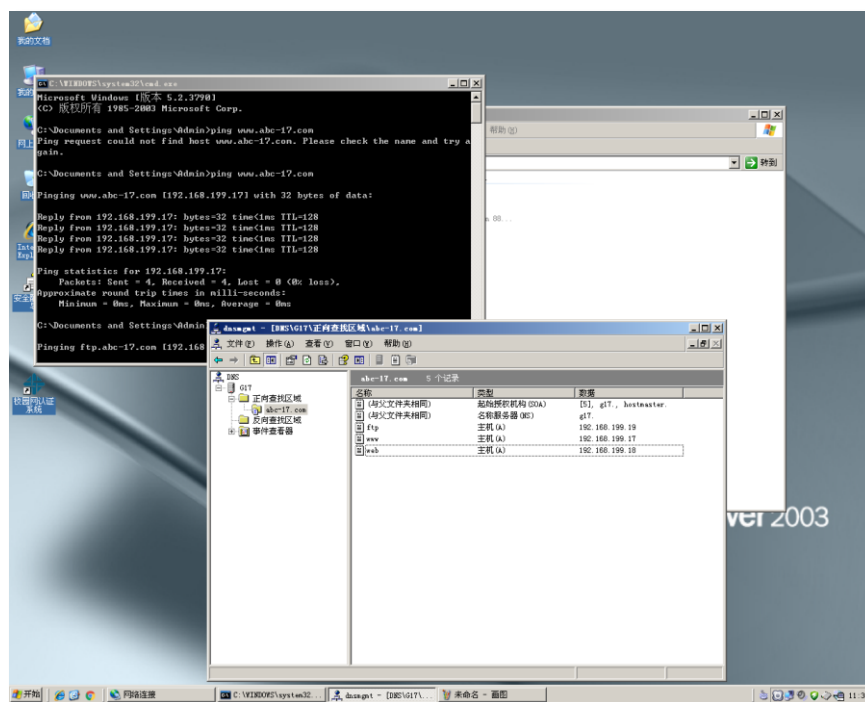 我的文档
C:\WINDOWS\system32\cmd.exe
Microsoft Windows [版本 5.2.3790]
(C) 版权所有 1985-2003 Microsoft Corp.
C:\Documents and Settings\Admin>ping www.abc-17.com
Ping request could not find host www.abc-17.com. Please check the name and try a
gain.
C:\Documents and Settings\Admin>ping www.abc-17.com
Pinging www.abc-17.com [192.168.199.17] with 32 bytes of data:
Reply from 192.168.199.17: bytes=32 time<1ms TTL=128
Reply from 192.168.199.17: bytes=32 time<1ms TTL=128
Reply from 192.168.199.17: bytes=32 time<1ms TTL=128
Reply from 192.168.199.17: bytes=32 time<1ms TTL=128
Ping statistics for 192.168.199.17:
Packets: Sent = 4, Received = 4, Lost = 0 (0% loss),
Approximate round trip times in milli-seconds:
Minimum = 0ms, Maximum = 0ms, Average = 0ms
C:\Documents and Settings\Admin
Pinging ftp.abc-17.com [192.168
帮助(H)
转到
dnsmgmt - [DNS\G17\正向查找区域\abc-17.com]
文件(F) 操作(A) 查看(V) 窗口(W) 帮助(H)
DNS
G17
正向查找区域
abc-17.com
反向查找区域
事件查看器
abc-17.com 5 个记录
名称 类型 数据
(与父文件夹相同) 起始授权机构(SOA) [5], g17., hostmaster.
(与父文件夹相同) 名称服务器(NS) g17.
ftp 主机(A) 192.168.199.19
www 主机(A) 192.168.199.17
web 主机(A) 192.168.199.18
校园网认证
系统
ver 2003
开始 网络连接 C:\WINDOWS\system32... dnsmgmt - [DNS\G17\... 未命名 - 画图 11:3